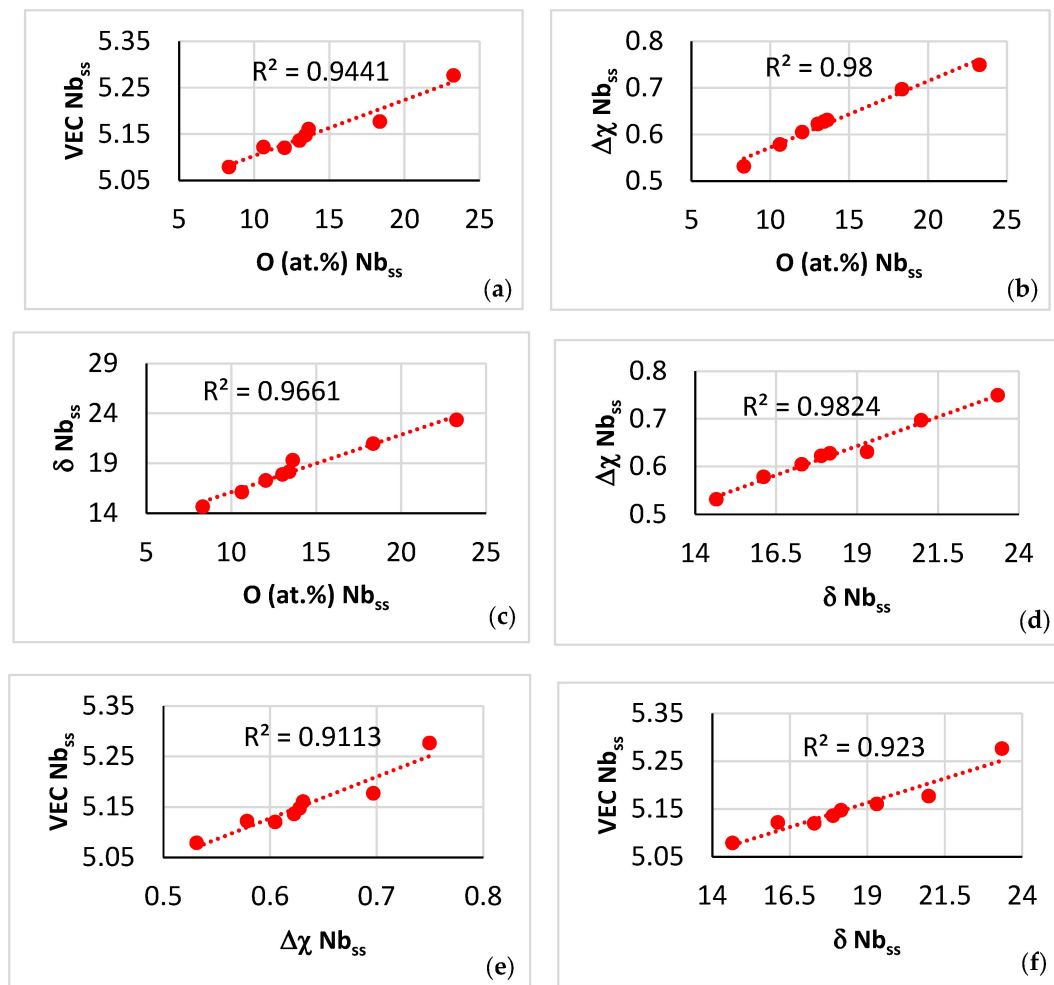 5.35
5.25
5.15
5.05
VEC Nbss
R² = 0.9441
5 10 15 20 25
O (at.%) Nbss
(a)
0.8
0.7
0.6
0.5
Δχ Nbss
R² = 0.98
5 10 15 20 25
O (at.%) Nbss
(b)
29
24
19
14
δ Nbss
R² = 0.9661
5 10 15 20 25
O (at.%) Nbss
(c)
0.8
0.7
0.6
0.5
Δχ Nbss
R² = 0.9824
14 16.5 19 21.5 24
δ Nbss
(d)
5.35
5.25
5.15
5.05
VEC Nbss
R² = 0.9113
0.5 0.6 0.7 0.8
Δχ Nbss
(e)
5.35
5.25
5.15
5.05
VEC Nbss
R² = 0.923
14 16.5 19 21.5 24
δ Nbss
(f)